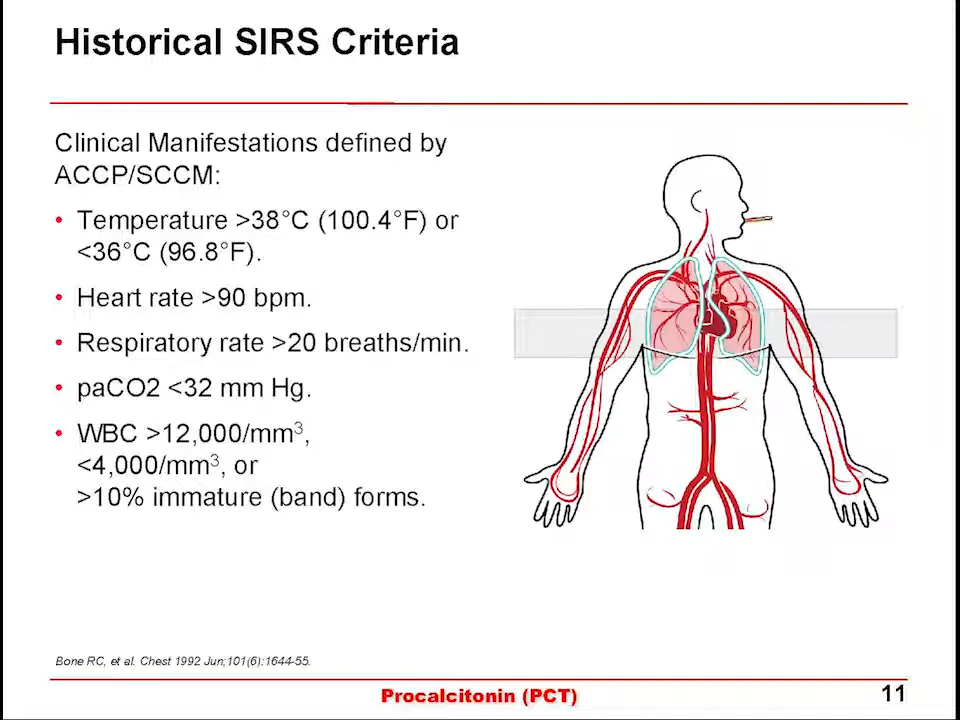 Historical SIRS Criteria
Clinical Manifestations defined by
ACCP/SCCM:
• Temperature >38°C (100.4°F) or
<36°C (96.8°F).
• Heart rate >90 bpm.
• Respiratory rate >20 breaths/min.
• paCO2 <32 mm Hg.
• WBC >12,000/mm³,
<4,000/mm³, or
>10% immature (band) forms.
Bone RC, et al. Chest 1992 Jun;101(6):1644-55.
Procalcitonin (PCT)
11